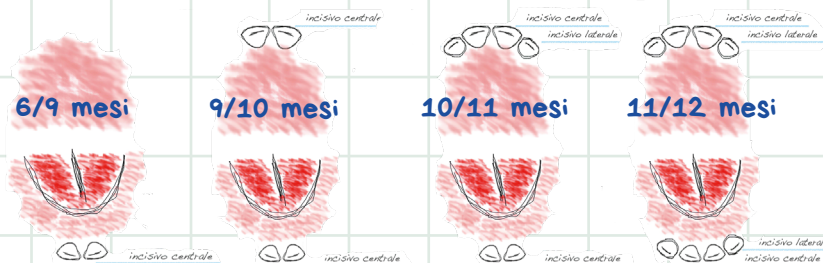 incisivo centrale
incisivo centrale
incisivo laterale
incisivo centrale
incisivo laterale
6/9 mesi
9/10 mesi
10/11 mesi
11/12 mesi
incisivo centrale
incisivo centrale
incisivo centrale
incisivo lateral
incisivo centrale